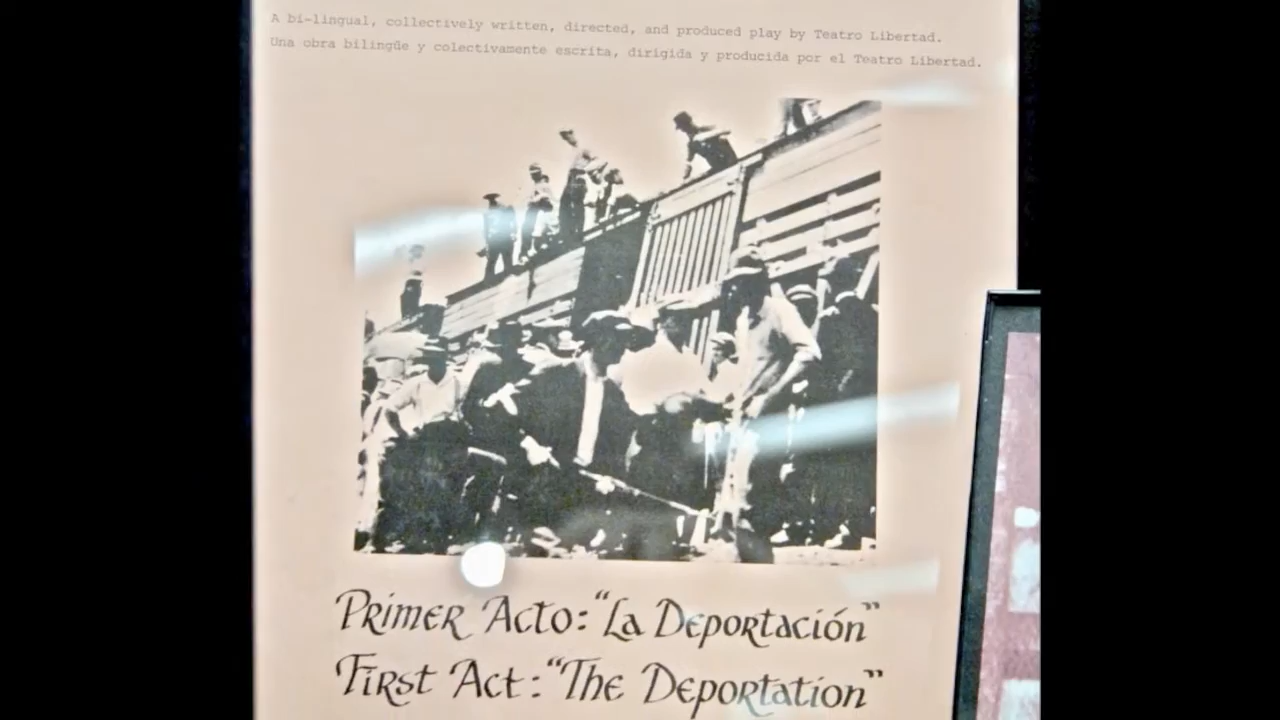 A bi-lingual, collectively written, directed, and produced play by Teatro Libertad.
Una obra bilingüe y colectivamente escrita, dirigida y producida por el Teatro Libertad.
Primer Acto: "La Deportación"
First Act: "The Deportation"